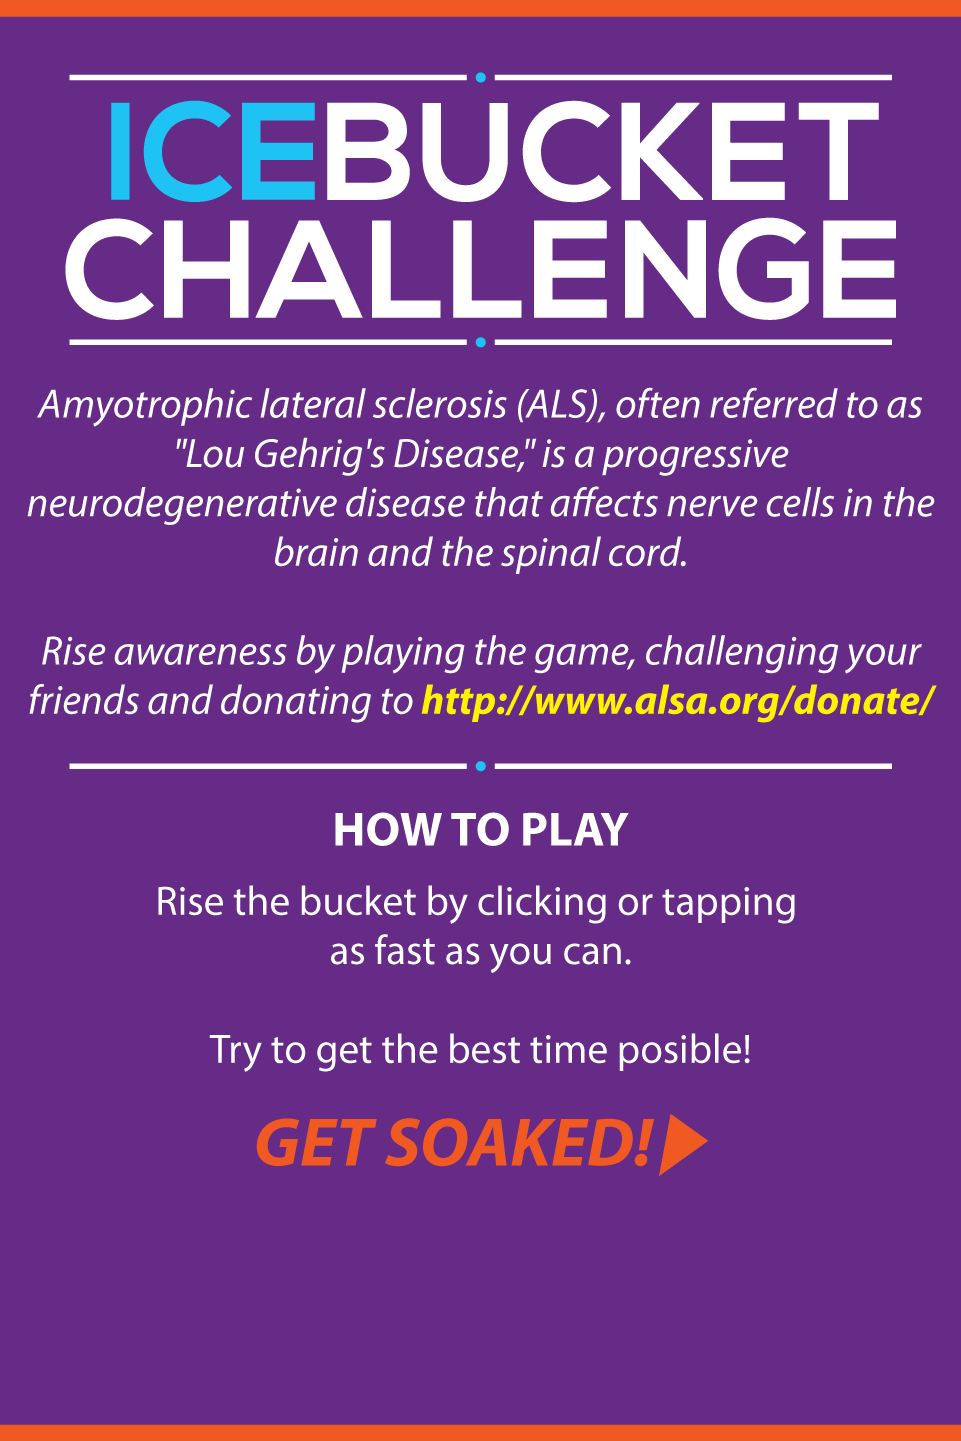 ICEBUCKET
CHALLENGE
Amyotrophic lateral sclerosis (ALS), often referred to as
"Lou Gehrig's Disease," is a progressive
neurodegenerative disease that affects nerve cells in the
brain and the spinal cord.
Rise awareness by playing the game, challenging your
friends and donating to http://www.alsa.org/donate/
HOW TO PLAY
Rise the bucket by clicking or tapping
as fast as you can.
Try to get the best time posible!
GET SOAKED!